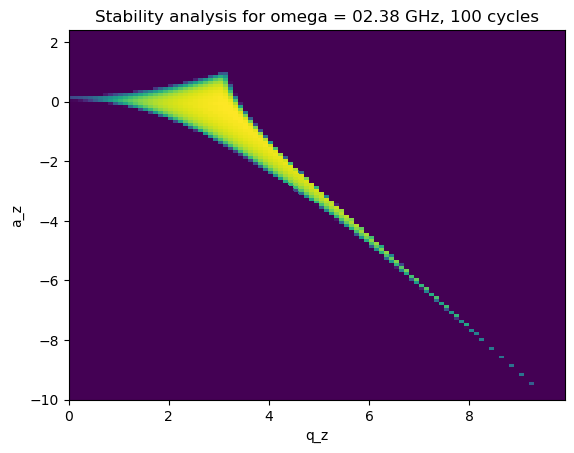 Stability analysis for omega = 02.38 GHz, 100 cycles
2
0
−2
−4
−6
−8
−10
a_z
0 2 4 6 8
q_z